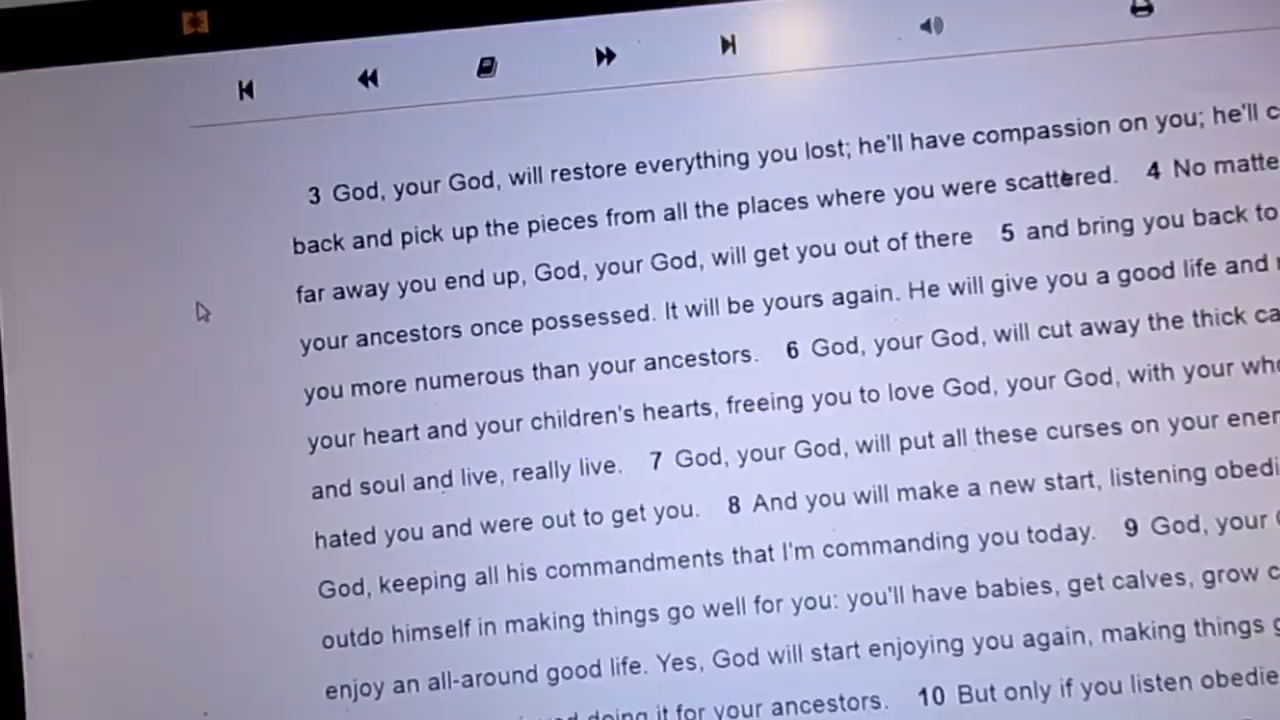 3 God, your God, will restore everything you lost; he'll have compassion on you; he'll
back and pick up the pieces from all the places where you were scattered. 4 No
far away you end up, God, your God, will get you out of there 5 and bring you back to
your ancestors once possessed. It will be yours again. He will give you a good life and
you more numerous than your ancestors. 6 God, your God, will cut away the thick
your heart and your children's hearts, freeing you to love God, your God, with your
and soul and live, really live. 7 God, your God, will put all these curses on your
hated you and were out to get you. 8 And you will make a new start, listening
God, keeping all his commandments that I'm commanding you today. 9 God, your
outdo himself in making things go well for you: you'll have babies, get calves, grow
enjoy an all-around good life. Yes, God will start enjoying you again, making things
doing it for your ancestors. 10 But only if you listen